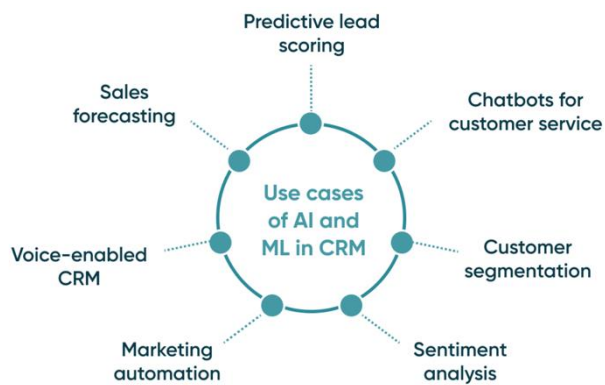 Predictive lead
scoring
Sales
forecasting
Chatbots for
customer service
Use cases
of AI and
ML in CRM
Voice-enabled
CRM
Customer
segmentation
Marketing
automation
Sentiment
analysis